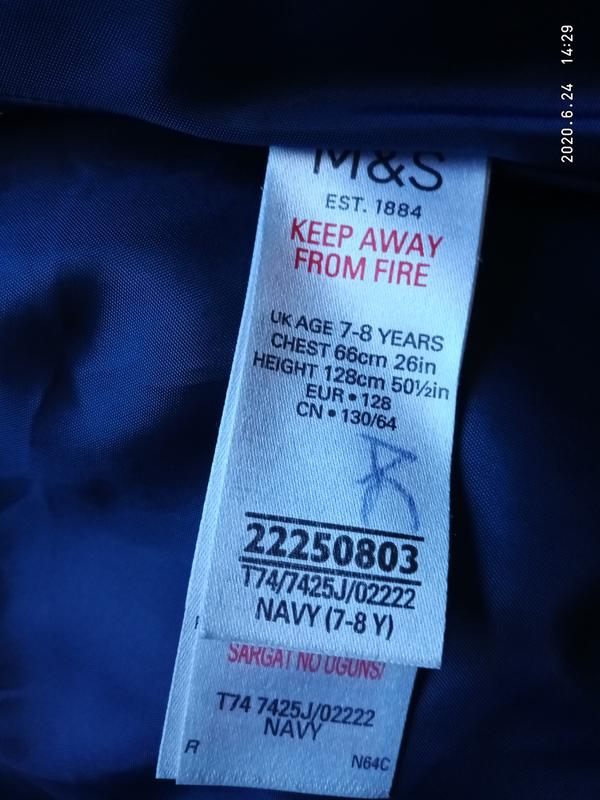 2020.6.24 14:29
M&S
EST. 1884
KEEP AWAY
FROM FIRE
UK AGE 7-8 YEARS
CHEST 66cm 26in
HEIGHT 128cm 50½in
EUR • 128
CN • 130/64
22250803
T74/7425J/02222
NAVY (7-8 Y)
SARGĀT NO UGUNS!
T74 7425J/02222
NAVY
R
N64C